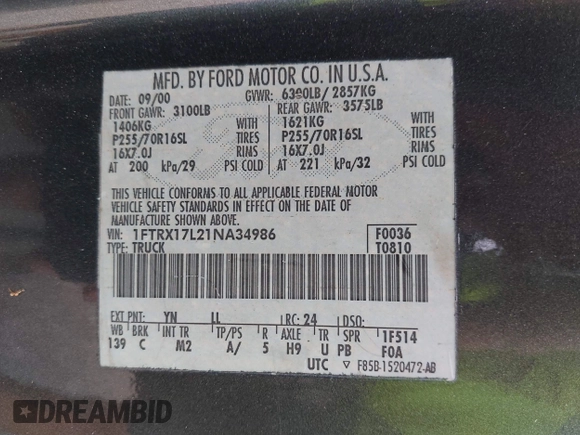 MFD. BY FORD MOTOR CO. IN U.S.A.
DATE: 09/00 GVWR: 6300LB/ 2857KG
FRONT GAWR: 3100LB REAR GAWR: 3575LB
1406KG WITH 1621KG WITH
P255/70R16SL TIRES P255/70R16SL TIRES
16X7.0J RIMS 16X7.0J RIMS
AT 200 kPa/29 PSI COLD AT 221 kPa/32 PSI COLD
THIS VEHICLE CONFORMS TO ALL APPLICABLE FEDERAL MOTOR
VEHICLE SAFETY STANDARDS IN EFFECT ON THE DATE OF
MANUFACTURE SHOWN ABOVE.
VIN: 1FTRX17L21NA34986 F0036
TYPE: TRUCK T0810
EXT PNT: YN LL RC: 24 DSO:
WB BRK INT TR TP/PS R AXLE TR SPR 1F514
139 C M2 A/ 5 H9 U PB F0A
UTC ▽ F85B-1520472-AB
DREAMBID